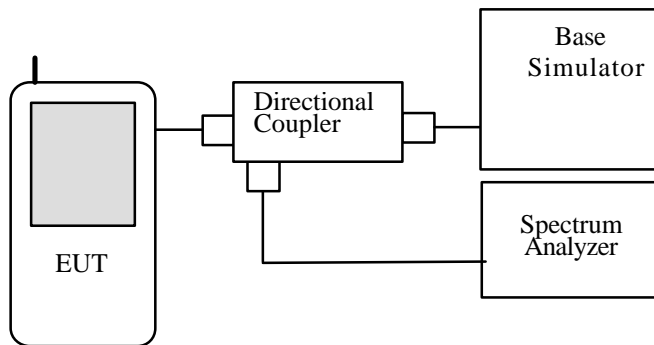 Base
Simulator
Directional
Coupler
Spectrum
Analyzer
EUT